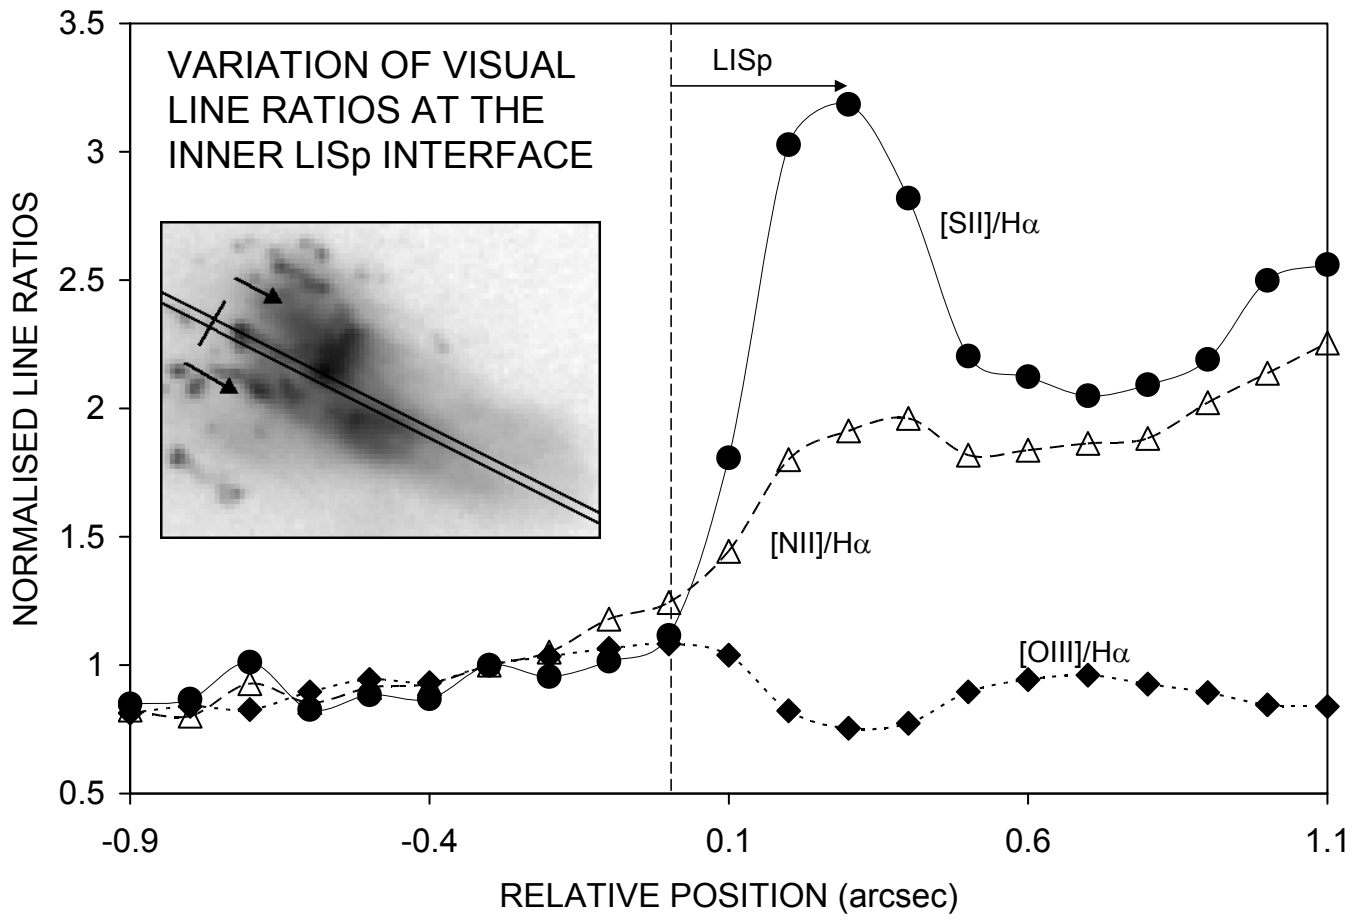 VARIATION OF VISUAL
LINE RATIOS AT THE
INNER LISp INTERFACE
LISp
[SII]/Hα
[NII]/Hα
[OIII]/Hα
NORMALISED LINE RATIOS
3.5
3
2.5
2
1.5
1
0.5
-0.9
-0.4
0.1
0.6
1.1
RELATIVE POSITION (arcsec)